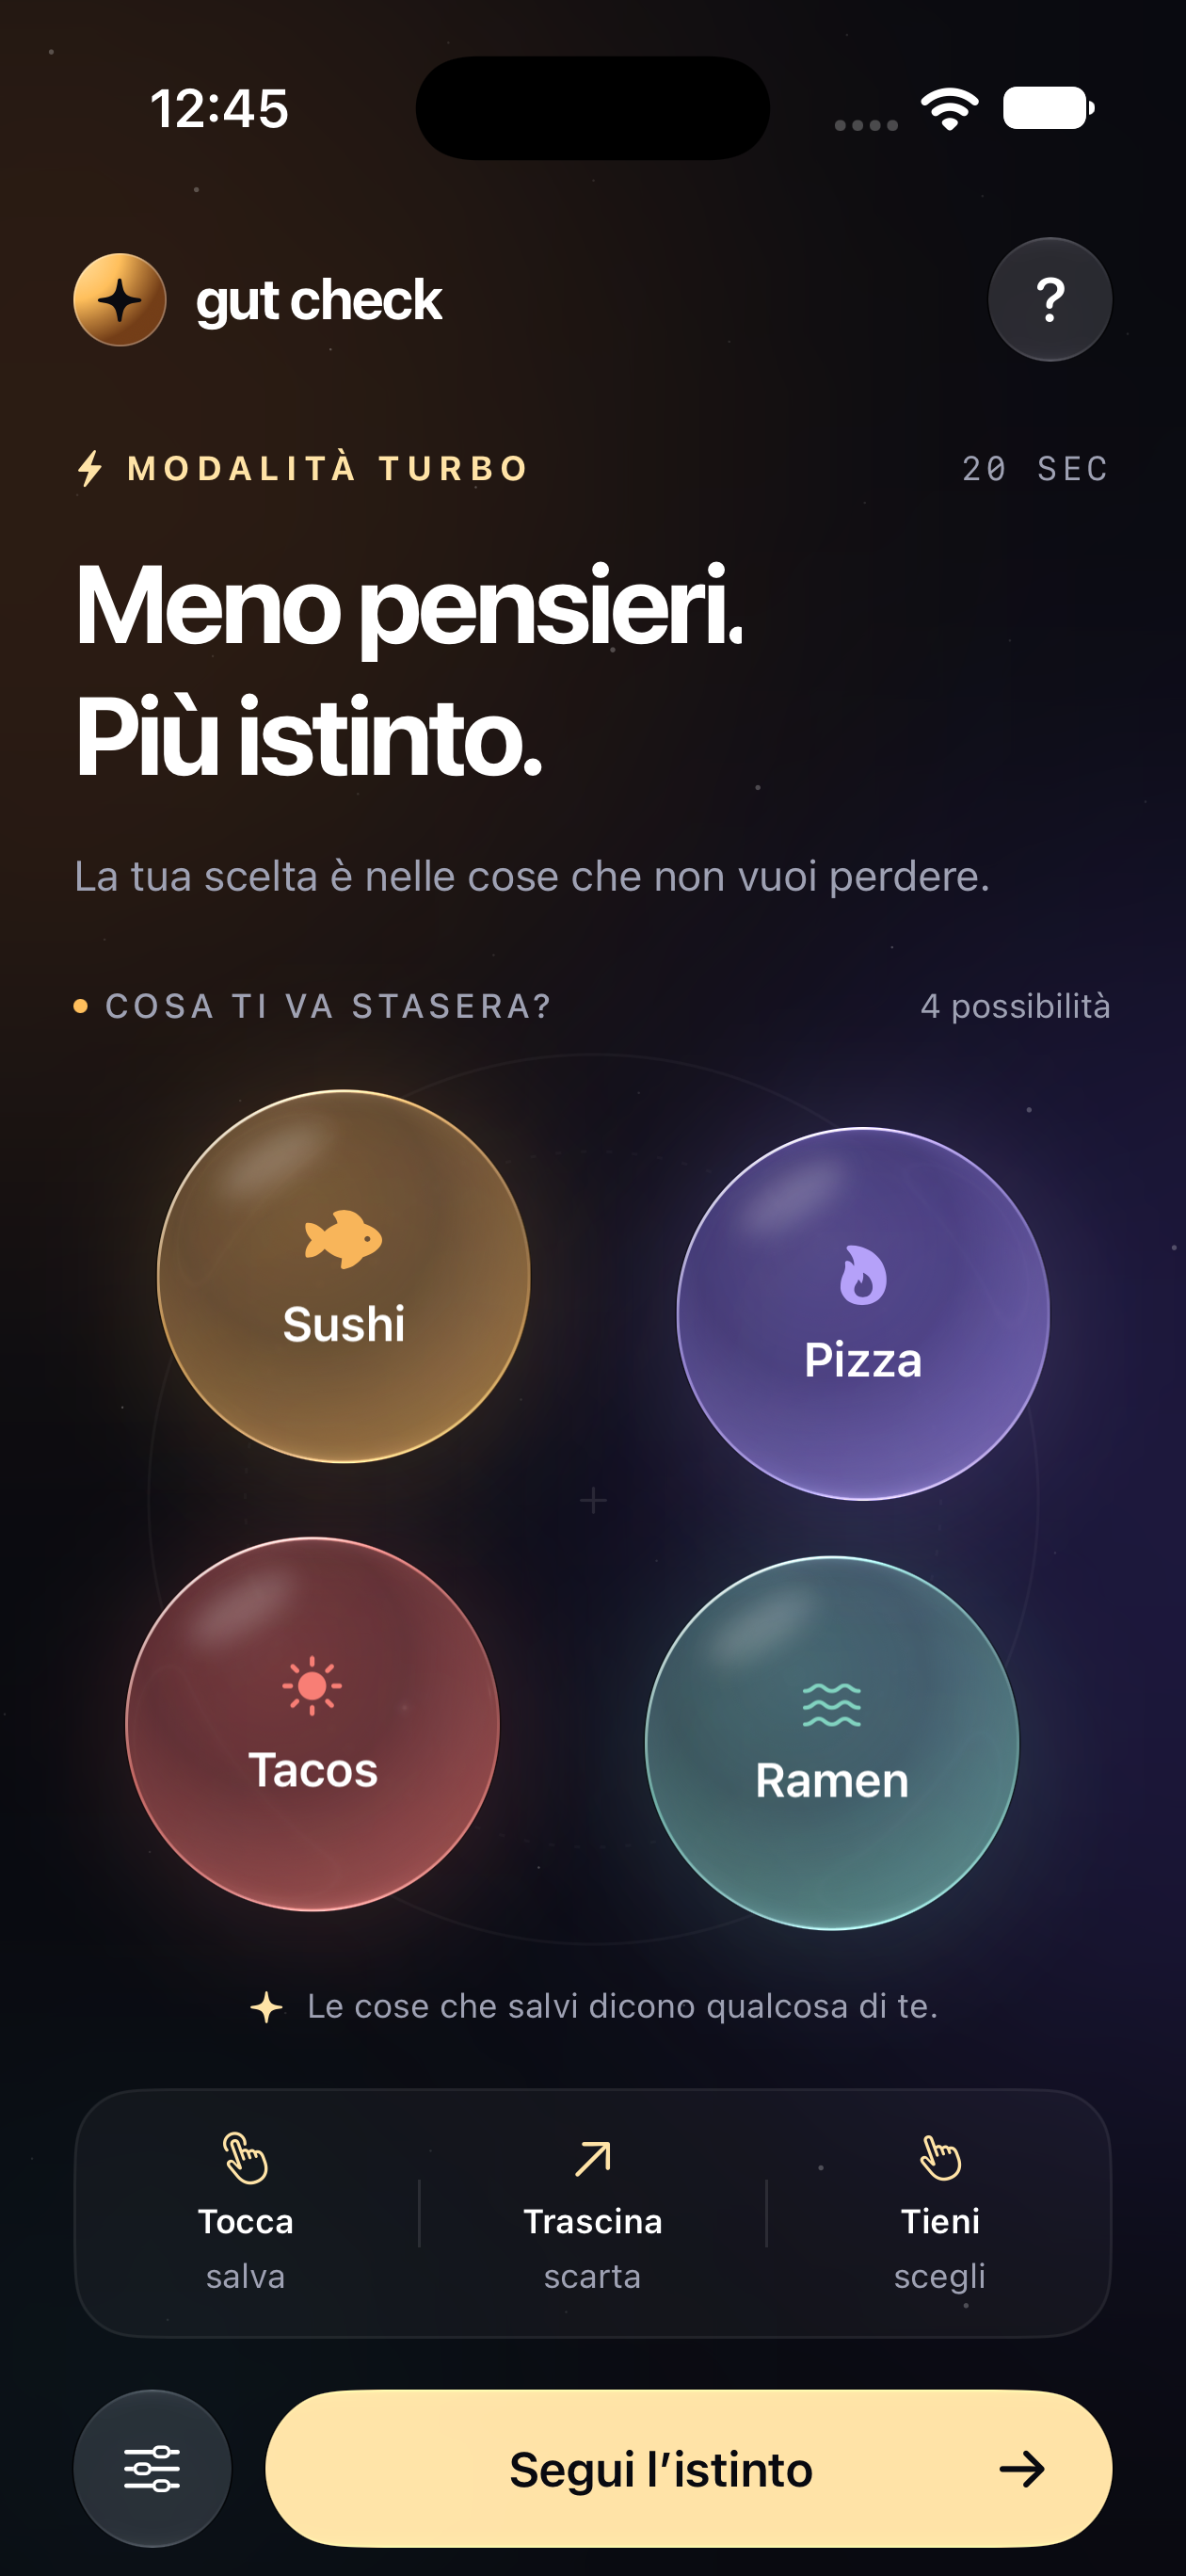 12:45
gut check
?
MODALITÀ TURBO
20 SEC
Meno pensieri.
Più istinto.
La tua scelta è nelle cose che non vuoi perdere.
COSA TI VA STASERA?
4 possibilità
Sushi
Pizza
Tacos
Ramen
Le cose che salvi dicono qualcosa di te.
Tocca
salva
Trascina
scarta
Tieni
scegli
Segui l’istinto